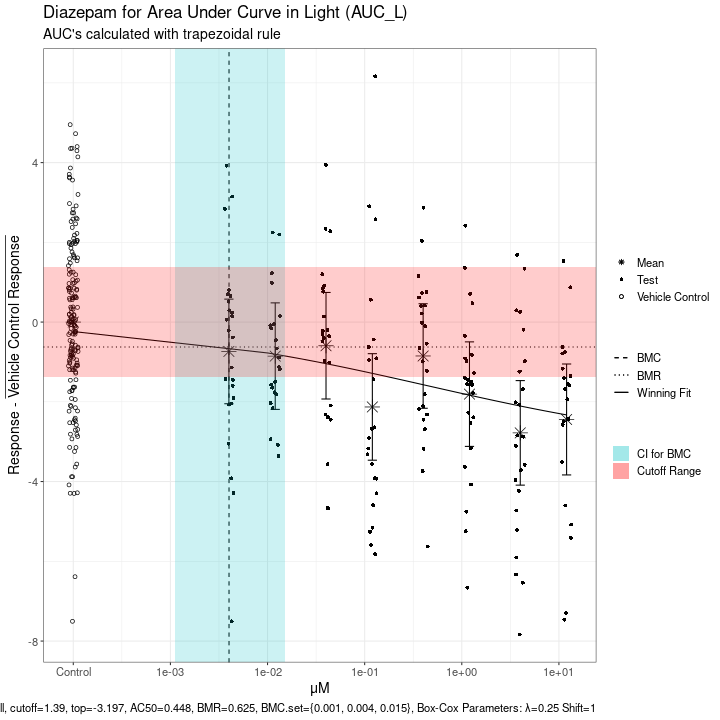 Diazepam for Area Under Curve in Light (AUC_L)
AUC's calculated with trapezoidal rule
Response - Vehicle Control Response
4
0
-4
-8
Control
1e-03
1e-02
1e-01
1e+00
1e+01
μM
Mean
Test
Vehicle Control
BMC
BMR
Winning Fit
CI for BMC
Cutoff Range
cutoff=1.39, top=-3.197, AC50=0.448, BMR=0.625, BMC.set={0.001, 0.004, 0.015}, Box-Cox Parameters: λ=0.25 Shift=1